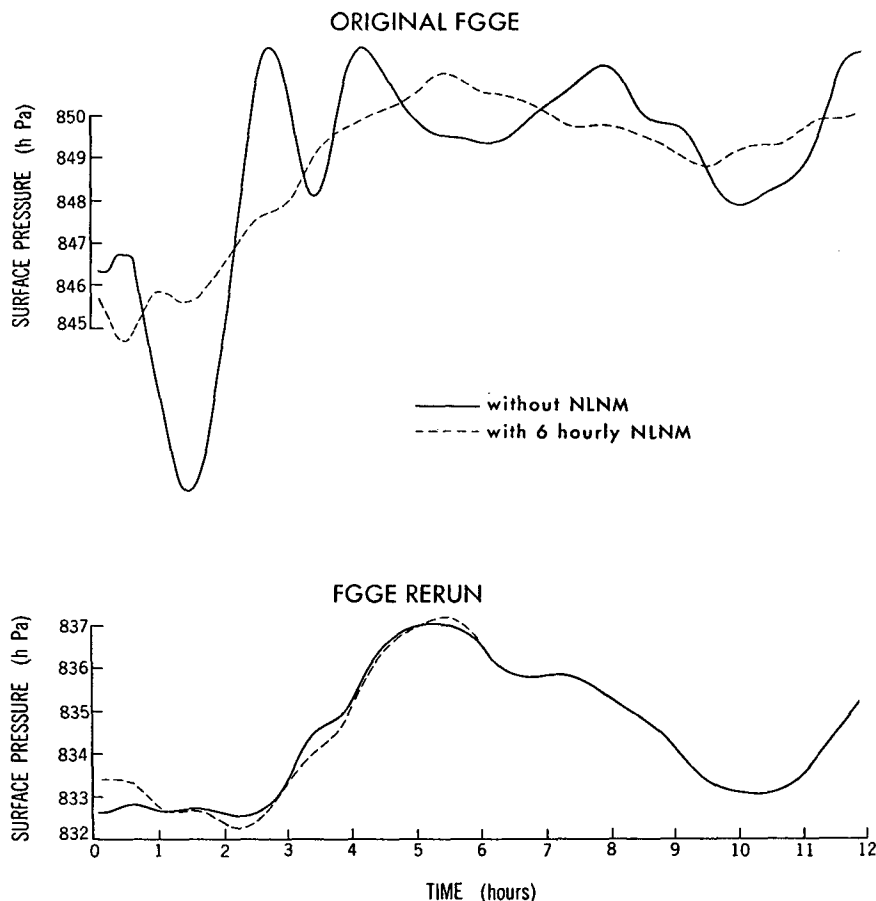 ORIGINAL FGGE
SURFACE PRESSURE (h Pa)
850
849
848
847
846
845
without NLNM
with 6 hourly NLNM
FGGE RERUN
SURFACE PRESSURE (h Pa)
837
836
835
834
833
832
0 1 2 3 4 5 6 7 8 9 10 11 12
TIME (hours)